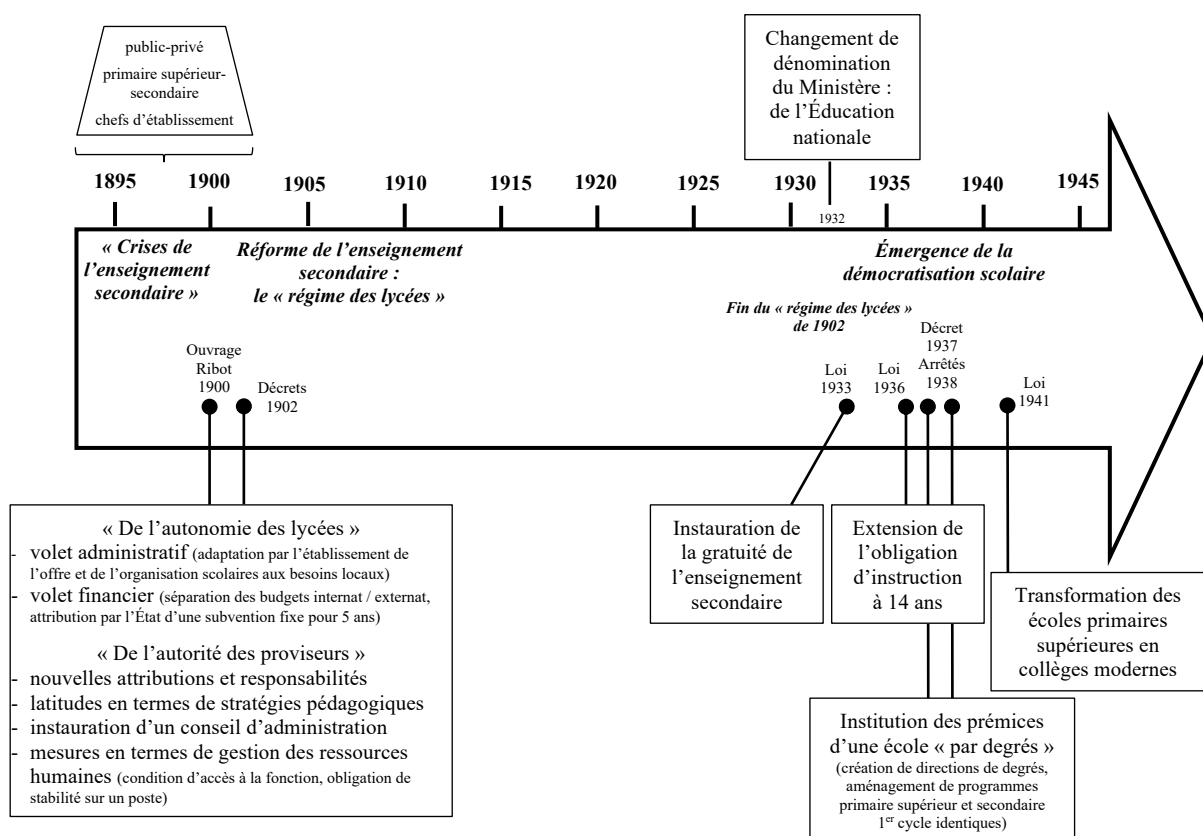 public-privé
primaire supérieur-
secondaire
chefs d’établissement
Changement de
dénomination
du Ministère :
de l’Éducation
nationale
1895
1900
1905
1910
1915
1920
1925
1930
1935
1940
1945
1932
« Crises de
l’enseignement
secondaire »
Réforme de l’enseignement
secondaire :
le « régime des lycées »
Émergence de la
démocratisation scolaire
Fin du « régime des lycées »
de 1902
Ouvrage
Ribot
1900
Décrets
1902
Loi
1933
Loi
1936
Décret
1937
Arrêtés
1938
Loi
1941
« De l’autonomie des lycées »
- volet administratif (adaptation par l’établissement de
l’offre et de l’organisation scolaires aux besoins locaux)
- volet financier (séparation des budgets internat / externat,
attribution par l’État d’une subvention fixe pour 5 ans)
« De l’autorité des proviseurs »
- nouvelles attributions et responsabilités
- latitudes en termes de stratégies pédagogiques
- instauration d’un conseil d’administration
- mesures en termes de gestion des ressources
humaines (condition d’accès à la fonction, obligation de
stabilité sur un poste)
Instauration de
la gratuité de
l’enseignement
secondaire
Extension de
l’obligation
d’instruction
à 14 ans
Transformation des
écoles primaires
supérieures en
collèges modernes
Institution des prémices
d’une école « par degrés »
(création de directions de degrés,
aménagement de programmes
primaire supérieur et secondaire
1er cycle identiques)